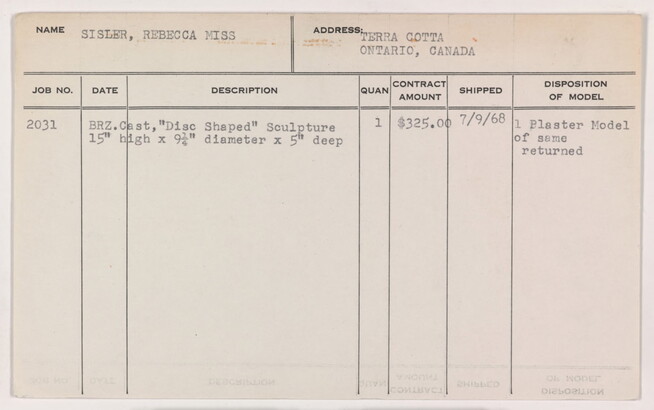 NAME SISLER, REBECCA MISS
ADDRESS: TERRA COTTA
ONTARIO, CANADA
JOB NO. DATE DESCRIPTION QUAN CONTRACT AMOUNT SHIPPED DISPOSITION OF MODEL
2031 BRZ.Cast,"Disc Shaped" Sculpture 1 $325.00 7/9/68 1 Plaster Model
15" high x 9¾" diameter x 5" deep of same
returned